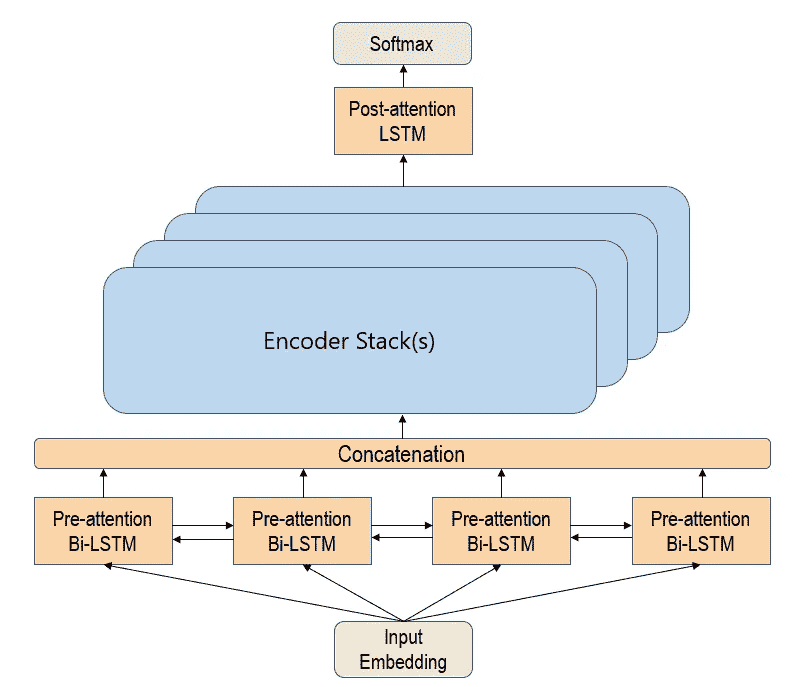 Softmax
Post-attention
LSTM
Encoder Stack(s)
Concatenation
Pre-attention
Bi-LSTM
Pre-attention
Bi-LSTM
Pre-attention
Bi-LSTM
Pre-attention
Bi-LSTM
Input
Embedding